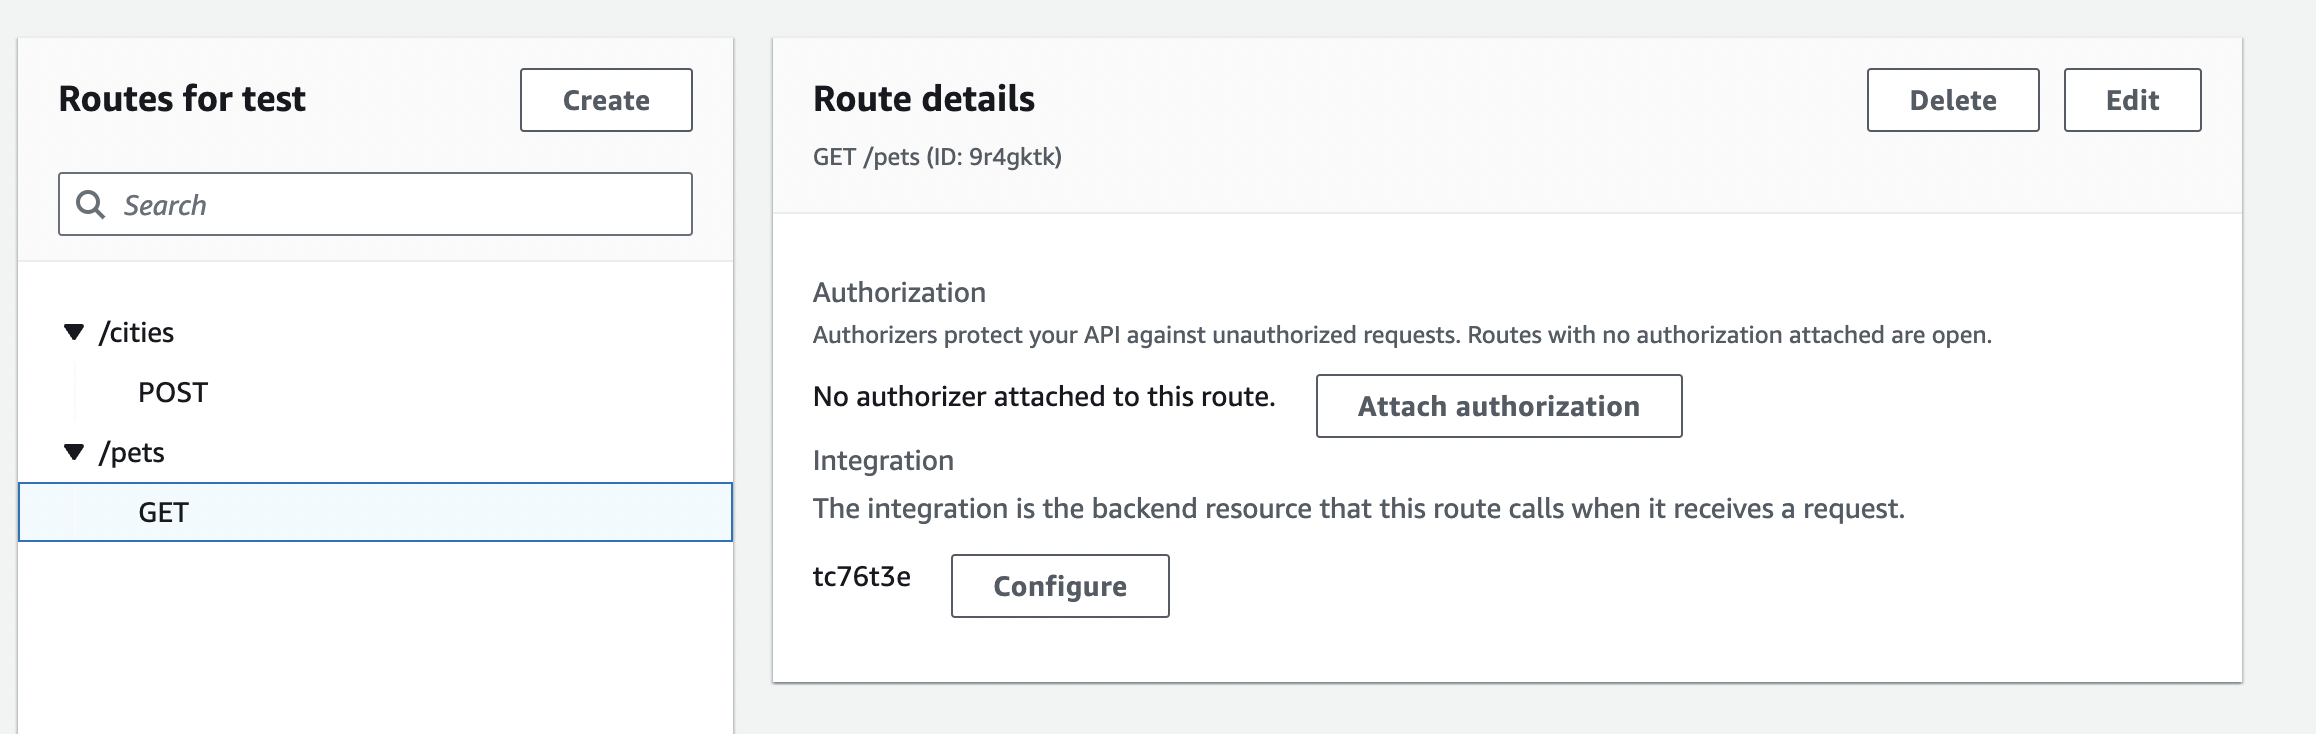 Routes for test
Create
Search
/cities
POST
/pets
GET
Route details
Delete
Edit
GET /pets (ID: 9r4gktk)
Authorization
Authorizers protect your API against unauthorized requests. Routes with no authorization attached are open.
No authorizer attached to this route.
Attach authorization
Integration
The integration is the backend resource that this route calls when it receives a request.
tc76t3e
Configure